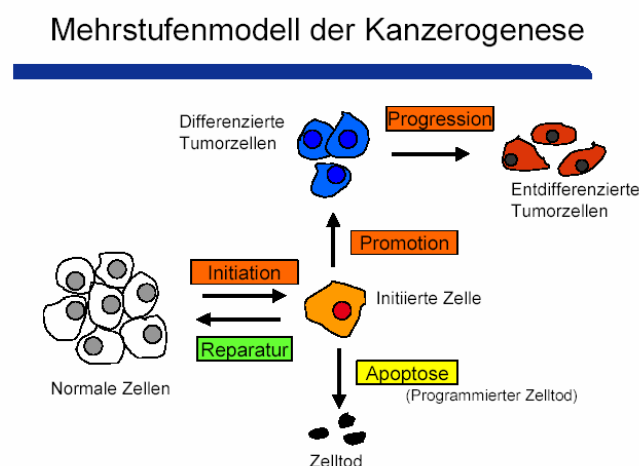 Mehrstufenmodell der Kanzerogenese
Differenzierte
Tumorzellen
Progression
Entdifferenzierte
Tumorzellen
Promotion
Initiation
Initiierte Zelle
Reparatur
Normale Zellen
Apoptose
(Programmierter Zelltod)
Zelltod